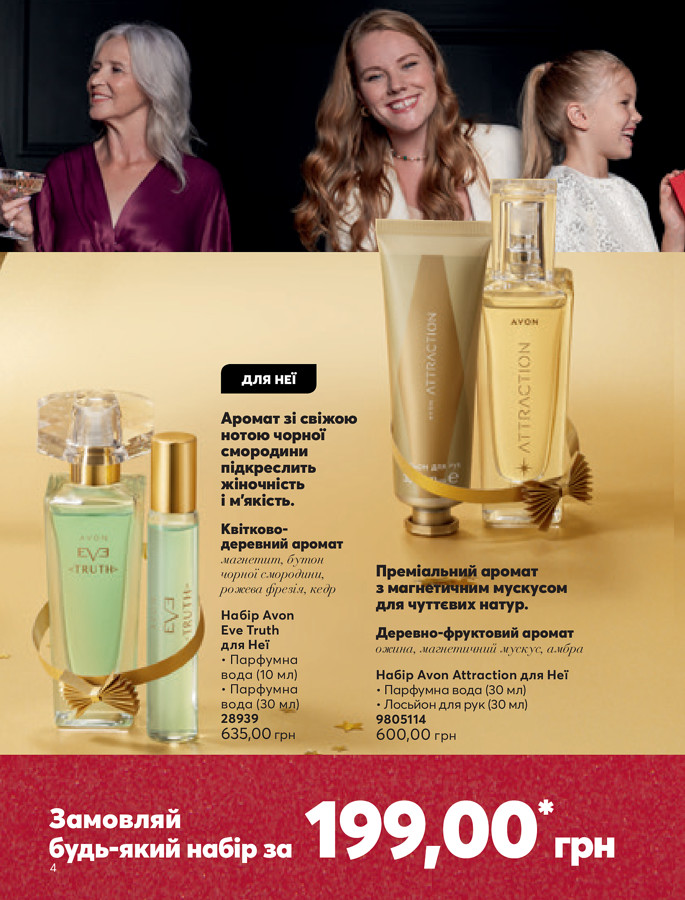 ДЛЯ НЕЇ
Аромат зі свіжою
нотою чорної
смородини
підкреслить
жіночність
і м'якість.
Квітково-
деревний аромат
магнетит, бутон
чорної смородини,
рожева фрезія, кедр
Набір Avon
Eve Truth
для Неї
• Парфумна
вода (10 мл)
• Парфумна
вода (30 мл)
28939
635,00 грн
AVON
EVE
<TRUTH>
EVE
<TRUTH>
AVON ATTRACTION
AVON
ATTRACTION
Преміальний аромат
з магнетичним мускусом
для чуттєвих натур.
Деревно-фруктовий аромат
ожина, магнетичний мускус, амбра
Набір Avon Attraction для Неї
• Парфумна вода (30 мл)
• Лосьйон для рук (30 мл)
9805114
600,00 грн
Замовляй
будь-який набір за 199,00* грн
4